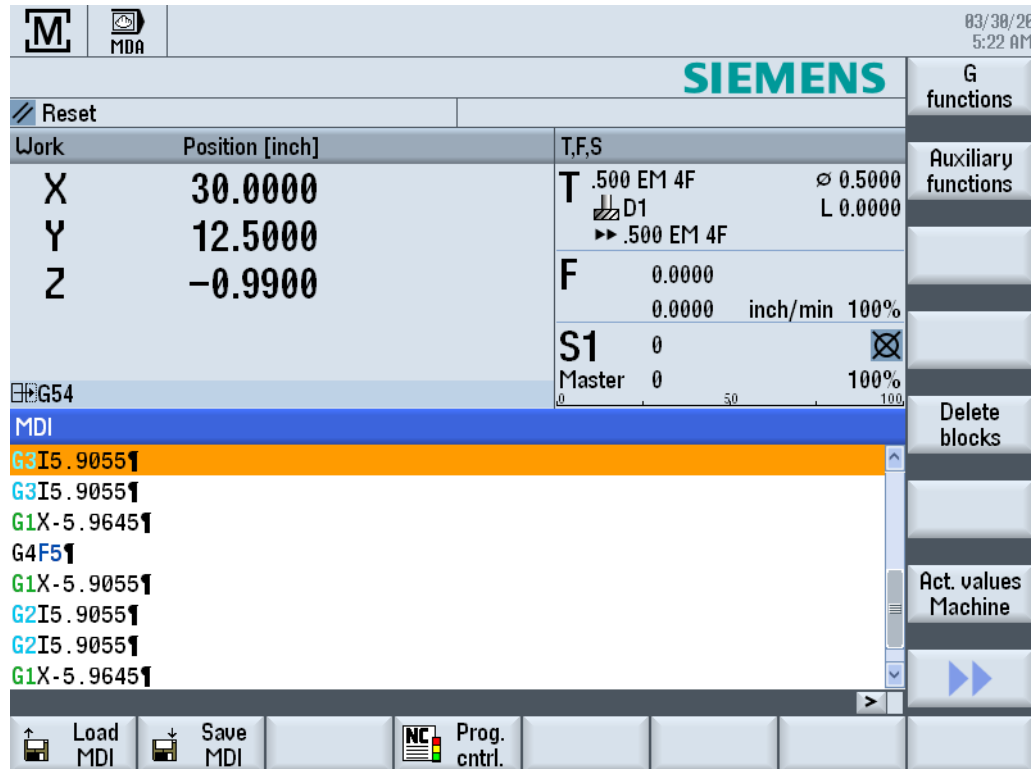 M
MDA
03/30/20
5:22 AM
SIEMENS
G
functions
Reset
Work Position [inch]
T,F,S
Auxiliary
functions
X 30.0000
Y 12.5000
Z -0.9900
T .500 EM 4F ⌀ 0.5000
D1 L 0.0000
▸▸ .500 EM 4F
F 0.0000
0.0000 inch/min 100%
S1 0
Master 0 100%
0 50 100
G54
MDI
Delete
blocks
G3I5.9055¶
G3I5.9055¶
G1X-5.9645¶
G4F5¶
G1X-5.9055¶
G2I5.9055¶
G2I5.9055¶
G1X-5.9645¶
Act. values
Machine
>
Load
MDI
Save
MDI
NC
Prog.
cntrl.